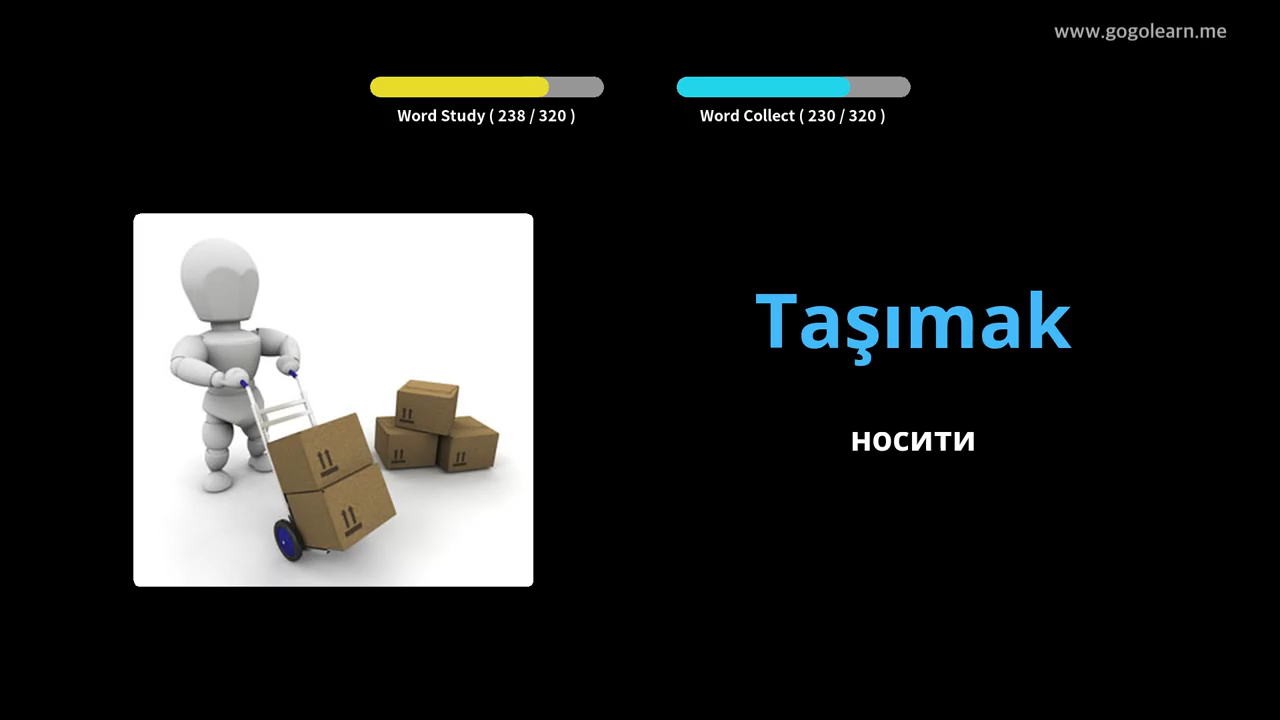 www.gogolearn.me
Word Study ( 238 / 320 )
Word Collect ( 230 / 320 )
Taşımak
носити